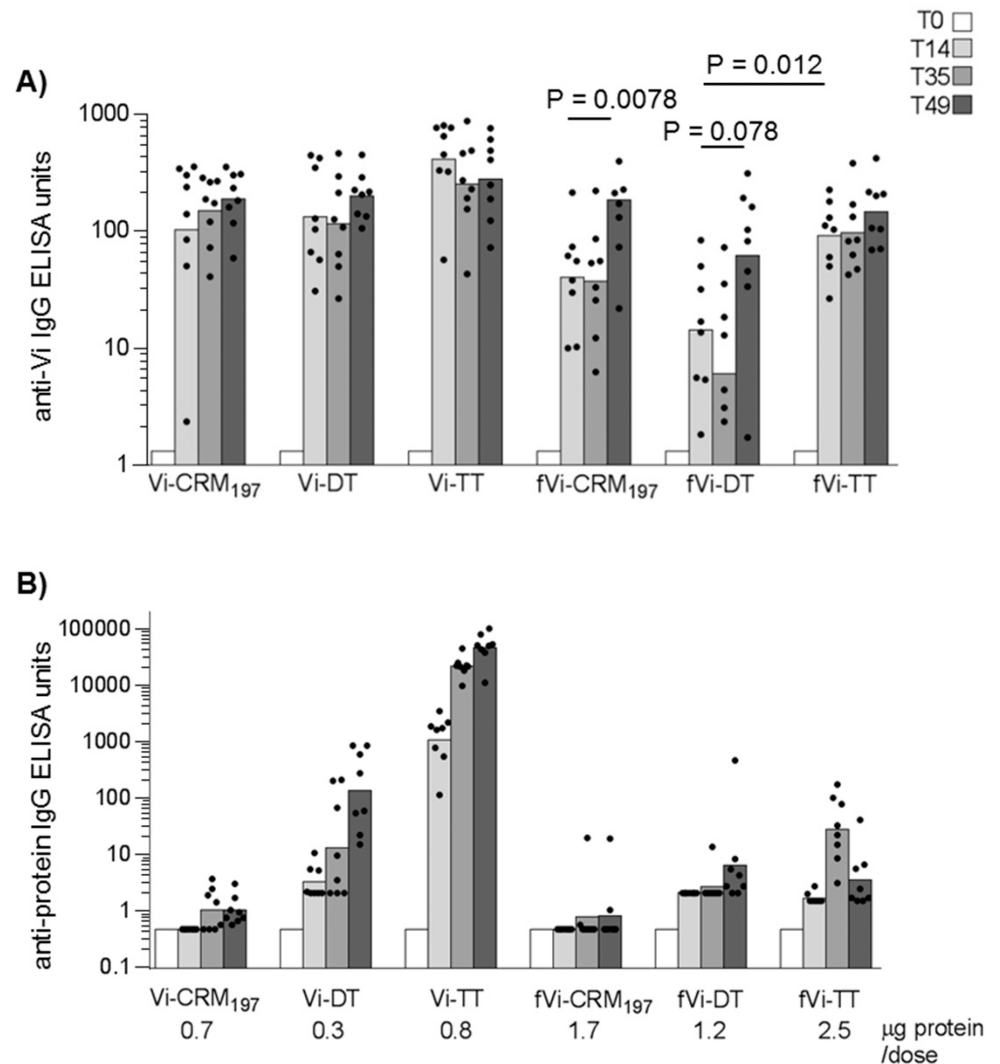 T0
T14
T35
T49
A)
P = 0.012
P = 0.0078
P = 0.078
anti-Vi IgG ELISA units
1000
100
10
1
Vi-CRM197 Vi-DT Vi-TT fVi-CRM197 fVi-DT fVi-TT
B)
anti-protein IgG ELISA units
100000
10000
1000
100
10
1
0.1
Vi-CRM197 Vi-DT Vi-TT fVi-CRM197 fVi-DT fVi-TT
0.7 0.3 0.8 1.7 1.2 2.5 µg protein
/dose